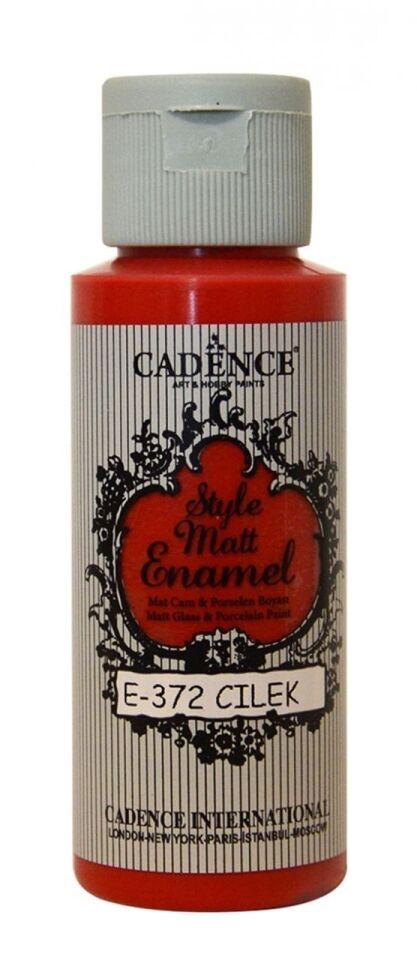 CADENCE®
ART & HOBBY PAINTS
Style
Matt
Enamel
Mat Cam & Porselen Boyası
Matt Glass & Porcelain Paint
E-372 CILEK
CADENCE INTERNATIONAL
LONDON-NEW YORK-PARIS-İSTANBUL-MOSCOW